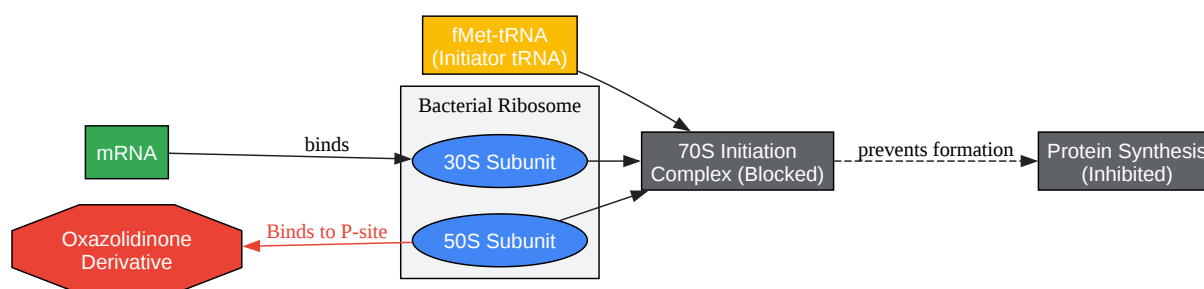 fMet-tRNA
(Initiator tRNA)
Bacterial Ribosome
mRNA
binds
30S Subunit
70S Initiation
Complex (Blocked)
prevents formation
Protein Synthesis
(Inhibited)
Oxazolidinone
Derivative
Binds to P-site
50S Subunit